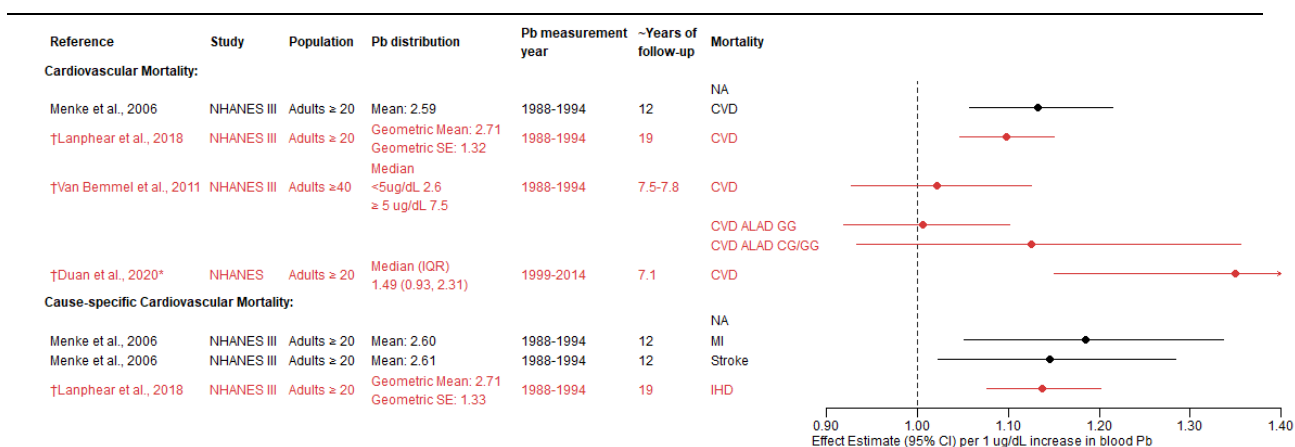 Reference Study Population Pb distribution Pb measurement year ~Years of follow-up Mortality
Cardiovascular Mortality:
NA
Menke et al., 2006 NHANES III Adults ≥ 20 Mean: 2.59 1988-1994 12 CVD
†Lanphear et al., 2018 NHANES III Adults ≥ 20 Geometric Mean: 2.71 Geometric SE: 1.32 1988-1994 19 CVD
†Van Bemmel et al., 2011 NHANES III Adults ≥40 Median <5ug/dL 2.6 ≥ 5 ug/dL 7.5 1988-1994 7.5-7.8 CVD
CVD ALAD GG
CVD ALAD CG/GG
†Duan et al., 2020* NHANES Adults ≥ 20 Median (IQR) 1.49 (0.93, 2.31) 1999-2014 7.1 CVD
Cause-specific Cardiovascular Mortality:
NA
Menke et al., 2006 NHANES III Adults ≥ 20 Mean: 2.60 1988-1994 12 MI
Menke et al., 2006 NHANES III Adults ≥ 20 Mean: 2.61 1988-1994 12 Stroke
†Lanphear et al., 2018 NHANES III Adults ≥ 20 Geometric Mean: 2.71 Geometric SE: 1.33 1988-1994 19 IHD
0.90 1.00 1.10 1.20 1.30 1.40
Effect Estimate (95% CI) per 1 ug/dL increase in blood Pb